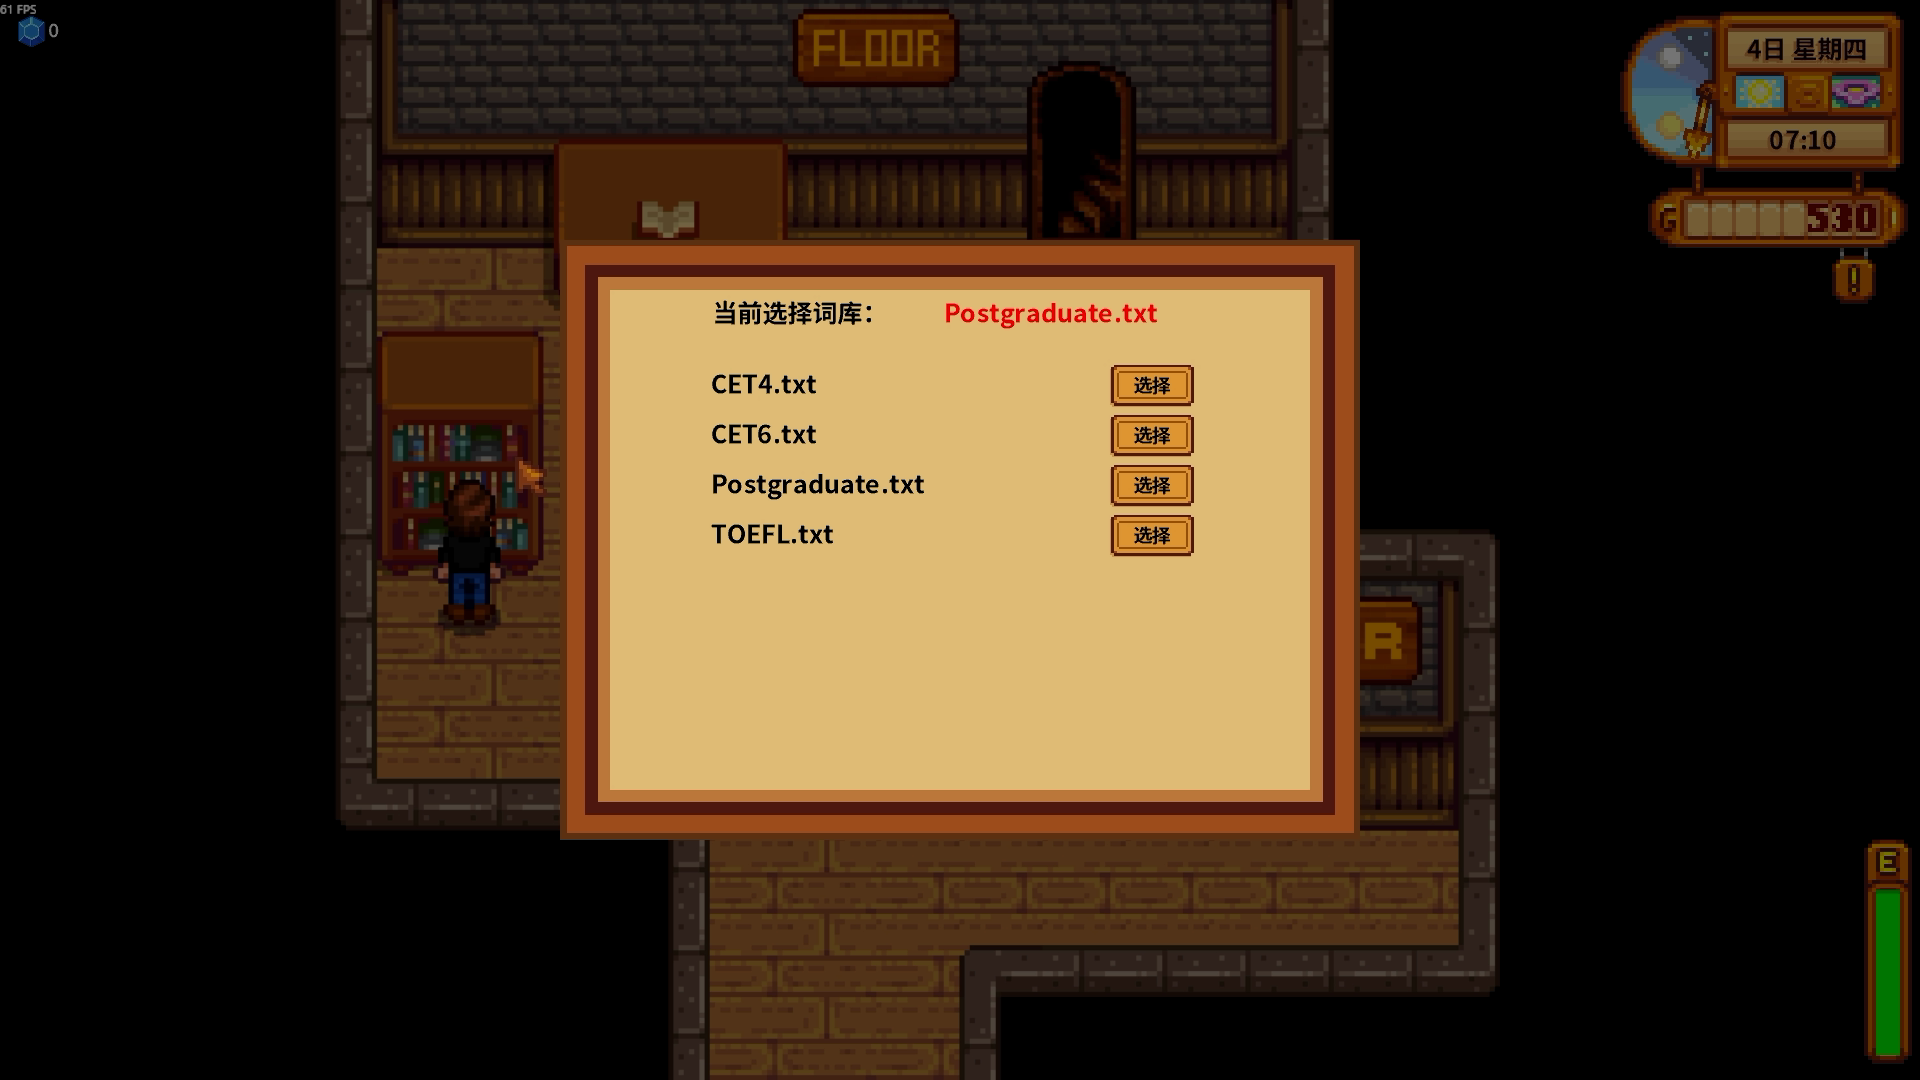 61 FPS
0
FLOOR
4日 星期四
07:10
530
当前选择词库： Postgraduate.txt
CET4.txt 选择
CET6.txt 选择
Postgraduate.txt 选择
TOEFL.txt 选择
R
E